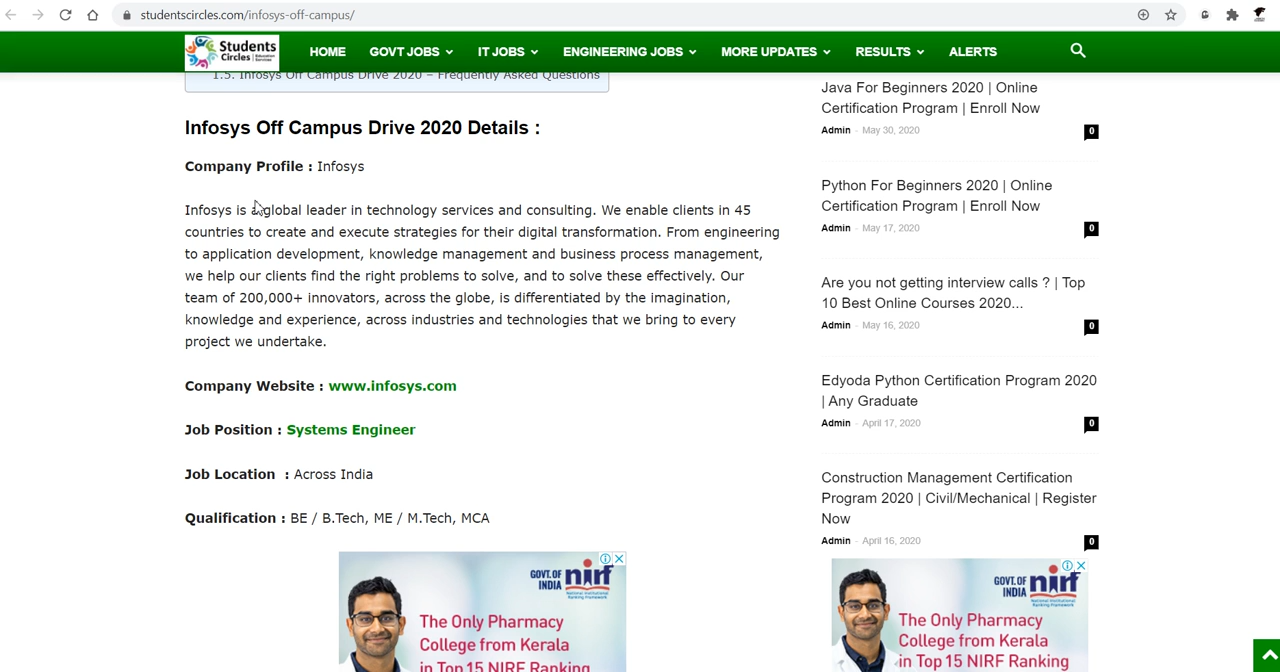 studentscircles.com/infosys-off-campus/
Students
Circles Education Services
HOME GOVT JOBS IT JOBS ENGINEERING JOBS MORE UPDATES RESULTS ALERTS
1.5. Infosys Off Campus Drive 2020 – Frequently Asked Questions
Infosys Off Campus Drive 2020 Details :
Company Profile : Infosys
Infosys is a global leader in technology services and consulting. We enable clients in 45
countries to create and execute strategies for their digital transformation. From engineering
to application development, knowledge management and business process management,
we help our clients find the right problems to solve, and to solve these effectively. Our
team of 200,000+ innovators, across the globe, is differentiated by the imagination,
knowledge and experience, across industries and technologies that we bring to every
project we undertake.
Company Website : www.infosys.com
Job Position : Systems Engineer
Job Location : Across India
Qualification : BE / B.Tech, ME / M.Tech, MCA
GOVT. OF
INDIA nirf
National Institutional
Ranking Framework
The Only Pharmacy
College from Kerala
in Top 15 NIRF Ranking
Java For Beginners 2020 | Online
Certification Program | Enroll Now
Admin - May 30, 2020 0
Python For Beginners 2020 | Online
Certification Program | Enroll Now
Admin - May 17, 2020 0
Are you not getting interview calls ? | Top
10 Best Online Courses 2020...
Admin - May 16, 2020 0
Edyoda Python Certification Program 2020
| Any Graduate
Admin - April 17, 2020 0
Construction Management Certification
Program 2020 | Civil/Mechanical | Register
Now
Admin - April 16, 2020 0
GOVT. OF
INDIA nirf
National Institutional
Ranking Framework
The Only Pharmacy
College from Kerala
in Top 15 NIRF Ranking